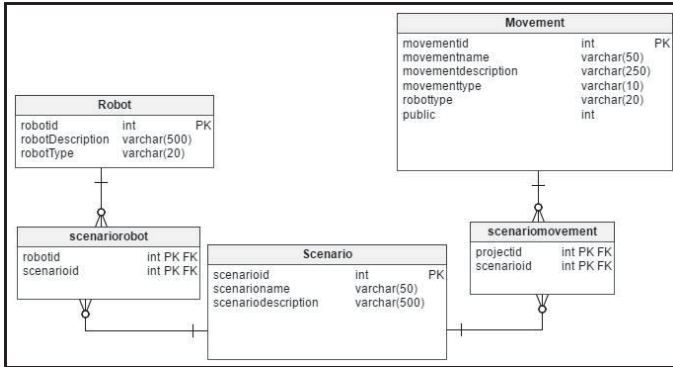 Movement
movementid int PK
movementname varchar(50)
movementdescription varchar(250)
movementtype varchar(10)
robottype varchar(20)
public int
Robot
robotid int PK
robotDescription varchar(500)
robotType varchar(20)
scenariorobot
robotid int PK FK
scenarioid int PK FK
Scenario
scenarioid int PK
scenarioname varchar(50)
scenariodescription varchar(500)
scenariomovement
projectid int PK FK
scenarioid int PK FK